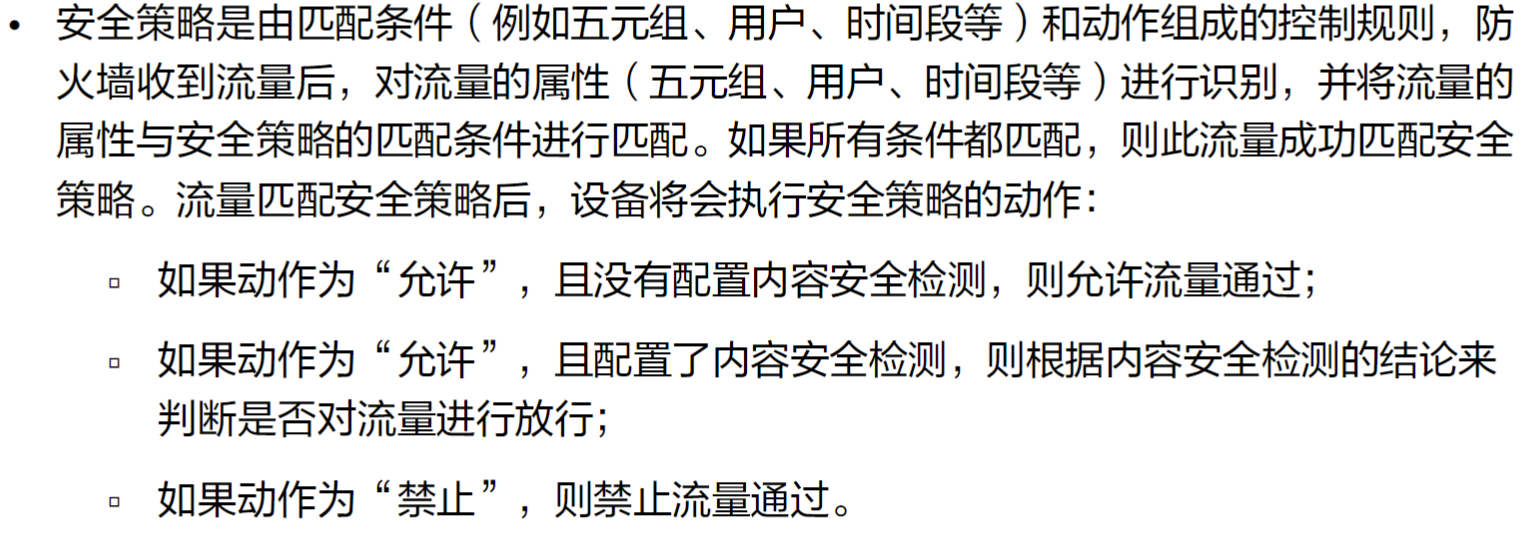 • 安全策略是由匹配条件（例如五元组、用户、时间段等）和动作组成的控制规则，防
火墙收到流量后，对流量的属性（五元组、用户、时间段等）进行识别，并将流量的
属性与安全策略的匹配条件进行匹配。如果所有条件都匹配，则此流量成功匹配安全
策略。流量匹配安全策略后，设备将会执行安全策略的动作：
▫ 如果动作为“允许”，且没有配置内容安全检测，则允许流量通过；
▫ 如果动作为“允许”，且配置了内容安全检测，则根据内容安全检测的结论来
判断是否对流量进行放行；
▫ 如果动作为“禁止”，则禁止流量通过。